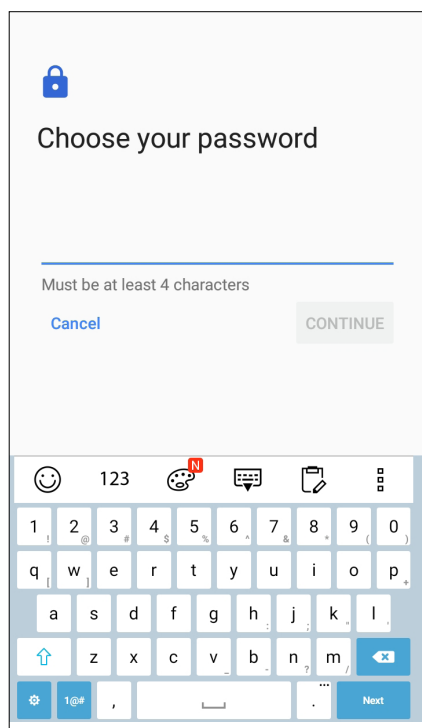 Choose your password
Must be at least 4 characters
Cancel CONTINUE
123 N
1 ! 2 @ 3 # 4 $ 5 % 6 ^ 7 & 8 * 9 ( 0 )
q [ w ] e r t y u i o p +
a s d f g h : j ; k l
z x c v _ b - n ? m /
1@# , . ... Next